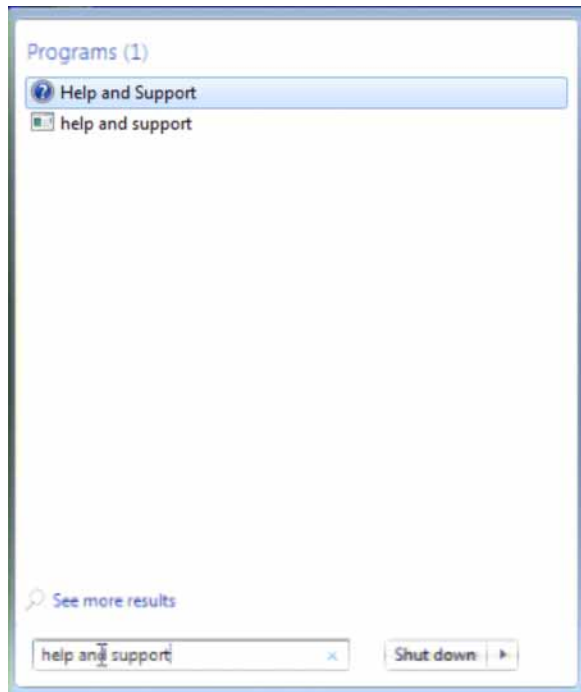 Programs (1)
Help and Support
help and support
See more results
help and support
Shut down